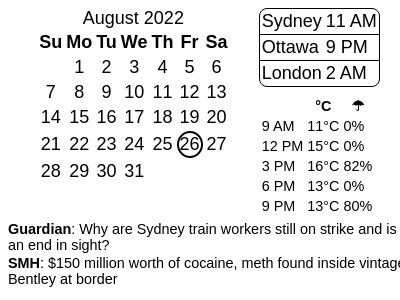 August 2022
Su Mo Tu We Th Fr Sa
1 2 3 4 5 6
7 8 9 10 11 12 13
14 15 16 17 18 19 20
21 22 23 24 25 26 27
28 29 30 31
Sydney 11 AM
Ottawa 9 PM
London 2 AM
°C ☂
9 AM 11°C 0%
12 PM 15°C 0%
3 PM 16°C 82%
6 PM 13°C 0%
9 PM 13°C 80%
Guardian: Why are Sydney train workers still on strike and is
an end in sight?
SMH: $150 million worth of cocaine, meth found inside vintage
Bentley at border